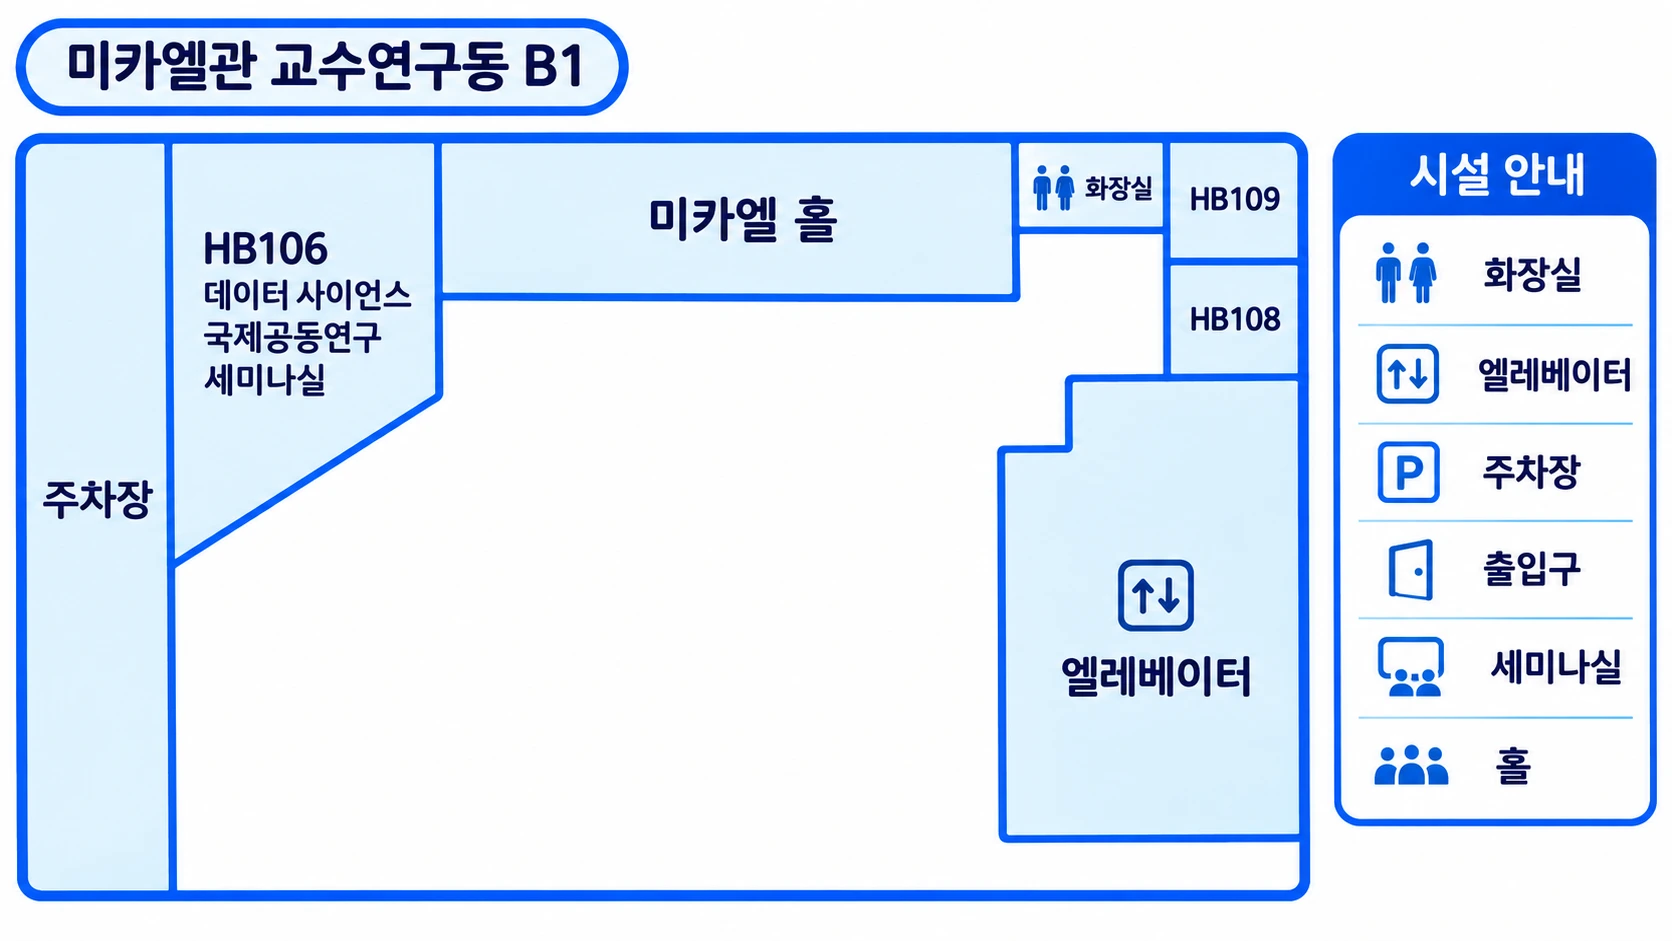 미카엘관 교수연구동 B1
주차장
HB106
데이터 사이언스
국제공동연구
세미나실
미카엘 홀
화장실
HB109
HB108
엘레베이터
시설 안내
화장실
엘레베이터
P
주차장
출입구
세미나실
홀